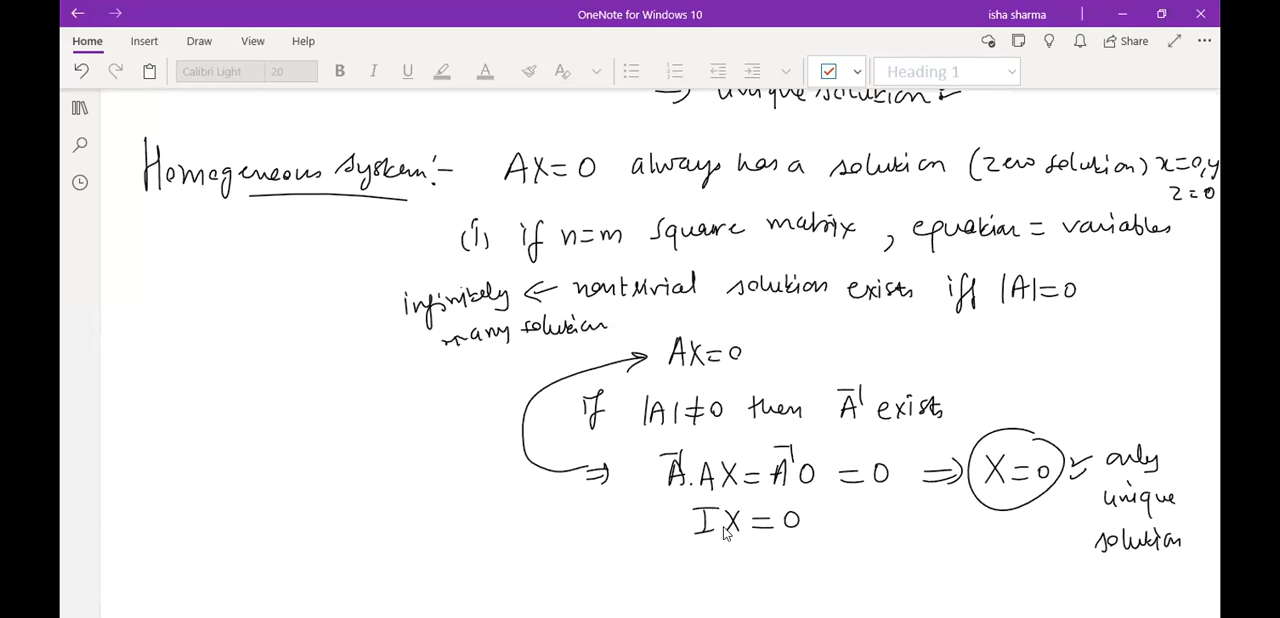 OneNote for Windows 10
isha sharma
Home Insert Draw View Help
Share
Calibri Light 20 B I U A Heading 1
=> unique solution
Homogeneous system:- AX=0 always has a solution (zero solution) x=0, y
z=0
(1) if n=m square matrix, equation = variables
infinitely ← nontrivial solution exists iff |A|=0
many solution
AX=0
If |A|≠0 then A⁻¹ exists
=> A⁻¹.AX = A⁻¹0 = 0 => X=0 only
unique
IX=0
solution